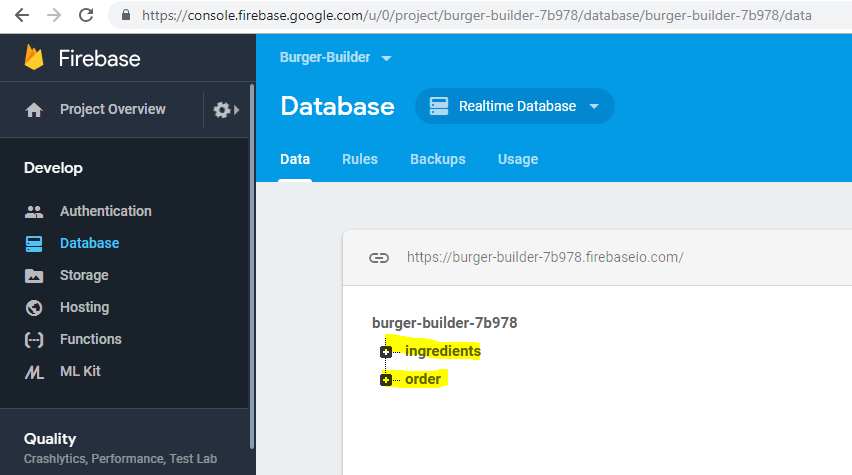 https://console.firebase.google.com/u/0/project/burger-builder-7b978/database/burger-builder-7b978/data
Firebase
Project Overview
Develop
Authentication
Database
Storage
Hosting
Functions
ML Kit
Quality
Crashlytics, Performance, Test Lab
Burger-Builder
Database
Realtime Database
Data Rules Backups Usage
https://burger-builder-7b978.firebaseio.com/
burger-builder-7b978
ingredients
order